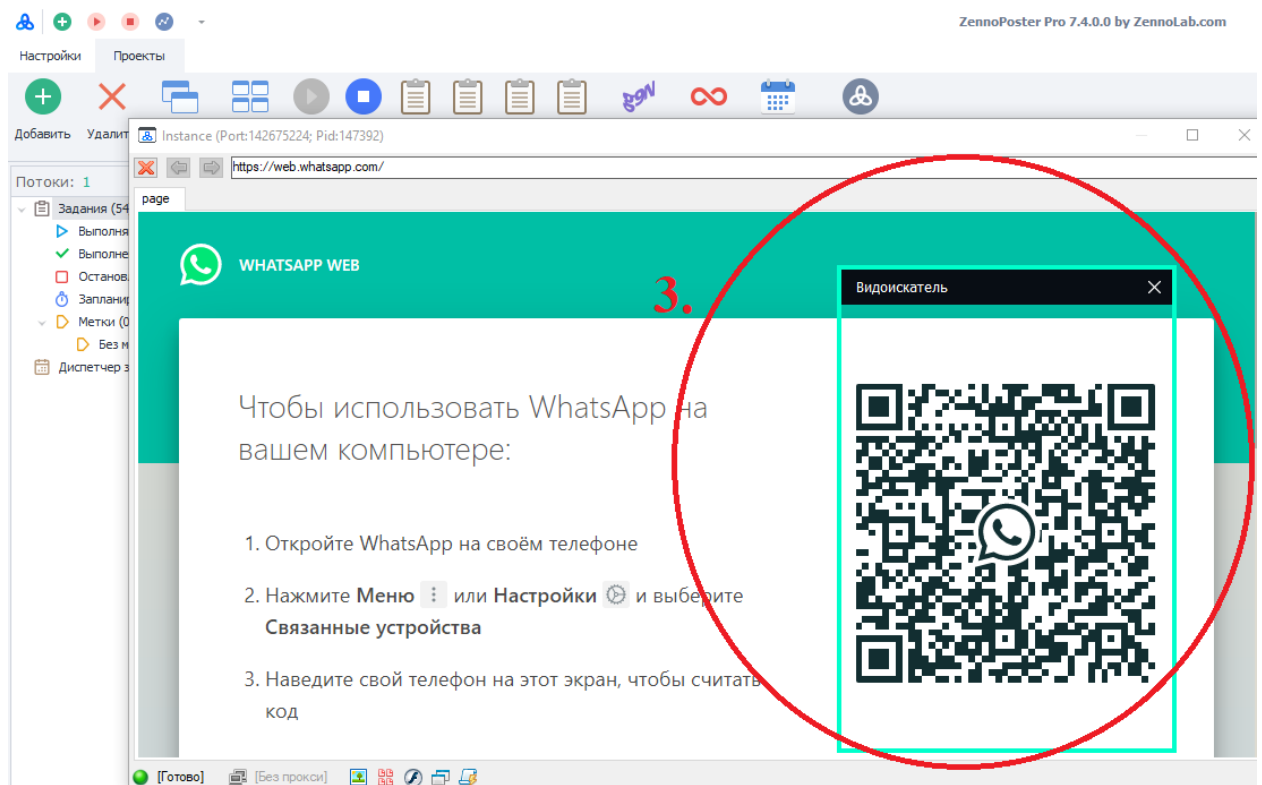 ZennoPoster Pro 7.4.0.0 by ZennoLab.com
Настройки Проекты
ggN
Добавить Удалит
Instance (Port:142675224; Pid:147392)
https://web.whatsapp.com/
Потоки: 1
page
Задания (54
Выполня
Выполне
Останов
Заплани
Метки (0
Без м
Диспетчер з
WHATSAPP WEB
3.
Видоискатель
Чтобы использовать WhatsApp на
вашем компьютере:
1. Откройте WhatsApp на своём телефоне
2. Нажмите Меню или Настройки и выберите
Связанные устройства
3. Наведите свой телефон на этот экран, чтобы считать
код
[Готово] [Без прокси]